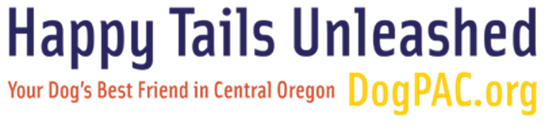 Happy Tails Unleashed
Your Dog's Best Friend in Central Oregon DogPAC.org